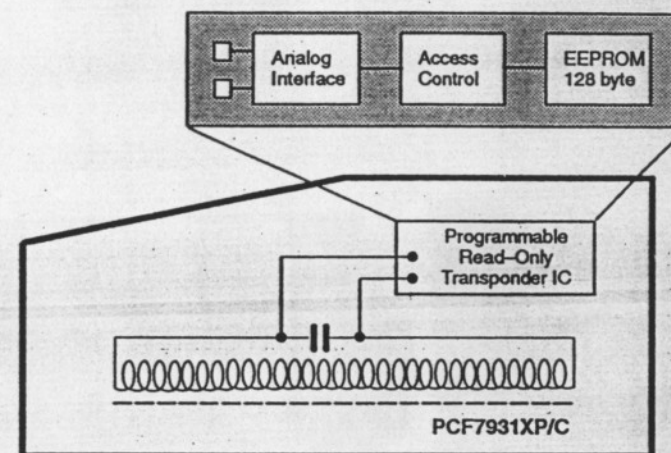 Analog
Interface
Access
Control
EEPROM
128 byte
Programmable
Read–Only
Transponder IC
PCF7931XP/C